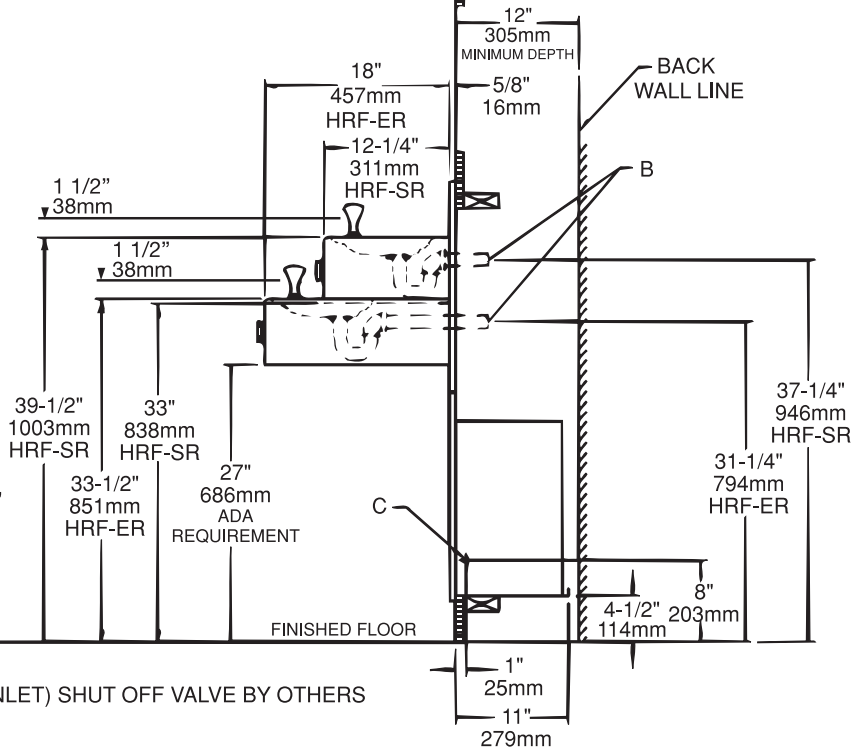 12"
305mm
MINIMUM DEPTH
18"
457mm
HRF-ER
5/8"
16mm
BACK
WALL LINE
12-1/4"
311mm
HRF-SR
B
1 1/2”
38mm
1 1/2”
38mm
39-1/2"
1003mm
HRF-SR
33"
838mm
HRF-SR
33-1/2"
851mm
HRF-ER
27"
686mm
ADA
REQUIREMENT
37-1/4"
946mm
HRF-SR
31-1/4"
794mm
HRF-ER
C
8"
203mm
4-1/2"
114mm
FINISHED FLOOR
1"
25mm
NLET) SHUT OFF VALVE BY OTHERS
11"
279mm